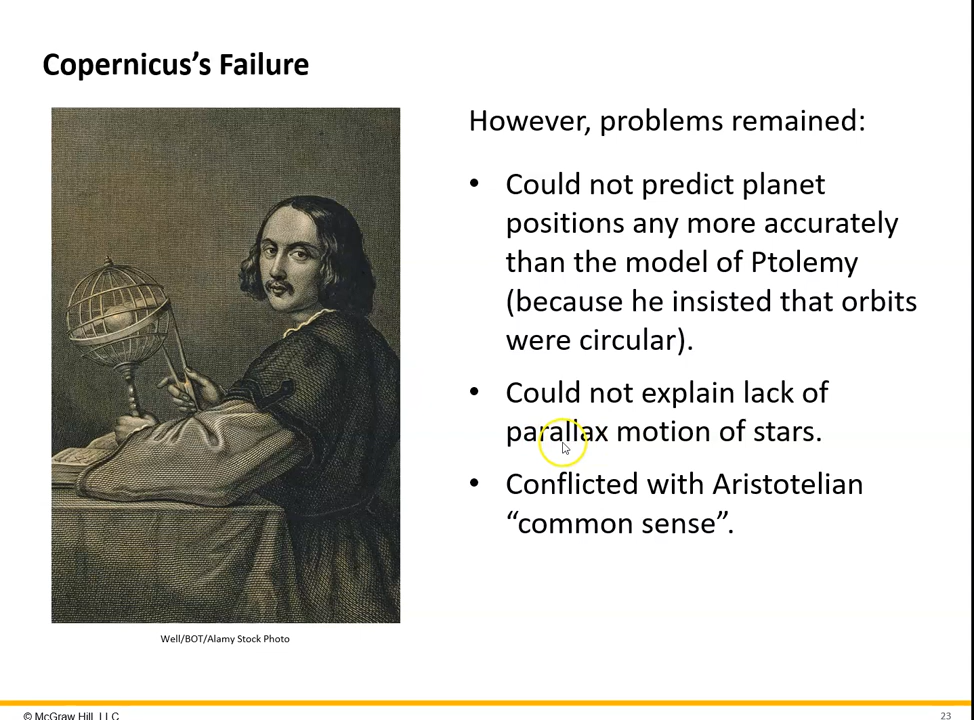 Copernicus’s Failure
However, problems remained:
• Could not predict planet
positions any more accurately
than the model of Ptolemy
(because he insisted that orbits
were circular).
• Could not explain lack of
parallax motion of stars.
• Conflicted with Aristotelian
“common sense”.
Well/BOT/Alamy Stock Photo
© McGraw Hill, LLC
23